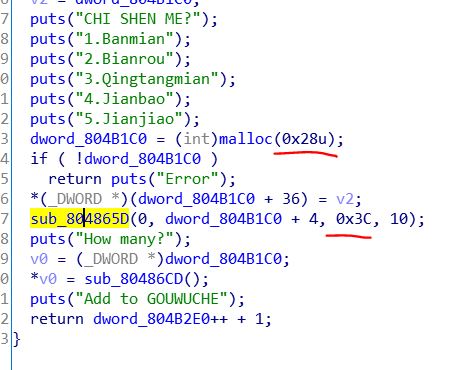 6 v2 = dword_804B1C0;
7 puts("CHI SHEN ME?");
8 puts("1.Banmian");
9 puts("2.Bianrou");
0 puts("3.Qingtangmian");
1 puts("4.Jianbao");
2 puts("5.Jianjiao");
3 dword_804B1C0 = (int)malloc(0x28u);
4 if ( !dword_804B1C0 )
5 return puts("Error");
6 *(_DWORD *)(dword_804B1C0 + 36) = v2;
7 sub_804865D(0, dword_804B1C0 + 4, 0x3C, 10);
8 puts("How many?");
9 v0 = (_DWORD *)dword_804B1C0;
0 *v0 = sub_80486CD();
1 puts("Add to GOUWUCHE");
2 return dword_804B2E0++ + 1;
3 }